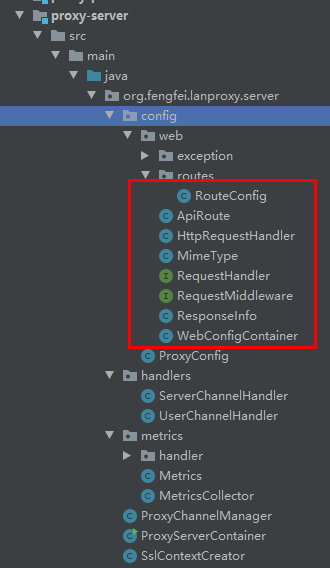 proxy-server
src
main
java
org.fengfei.lanproxy.server
config
web
exception
routes
RouteConfig
ApiRoute
HttpRequestHandler
MimeType
RequestHandler
RequestMiddleware
ResponseInfo
WebConfigContainer
ProxyConfig
handlers
ServerChannelHandler
UserChannelHandler
metrics
handler
Metrics
MetricsCollector
ProxyChannelManager
ProxyServerContainer
SslContextCreator